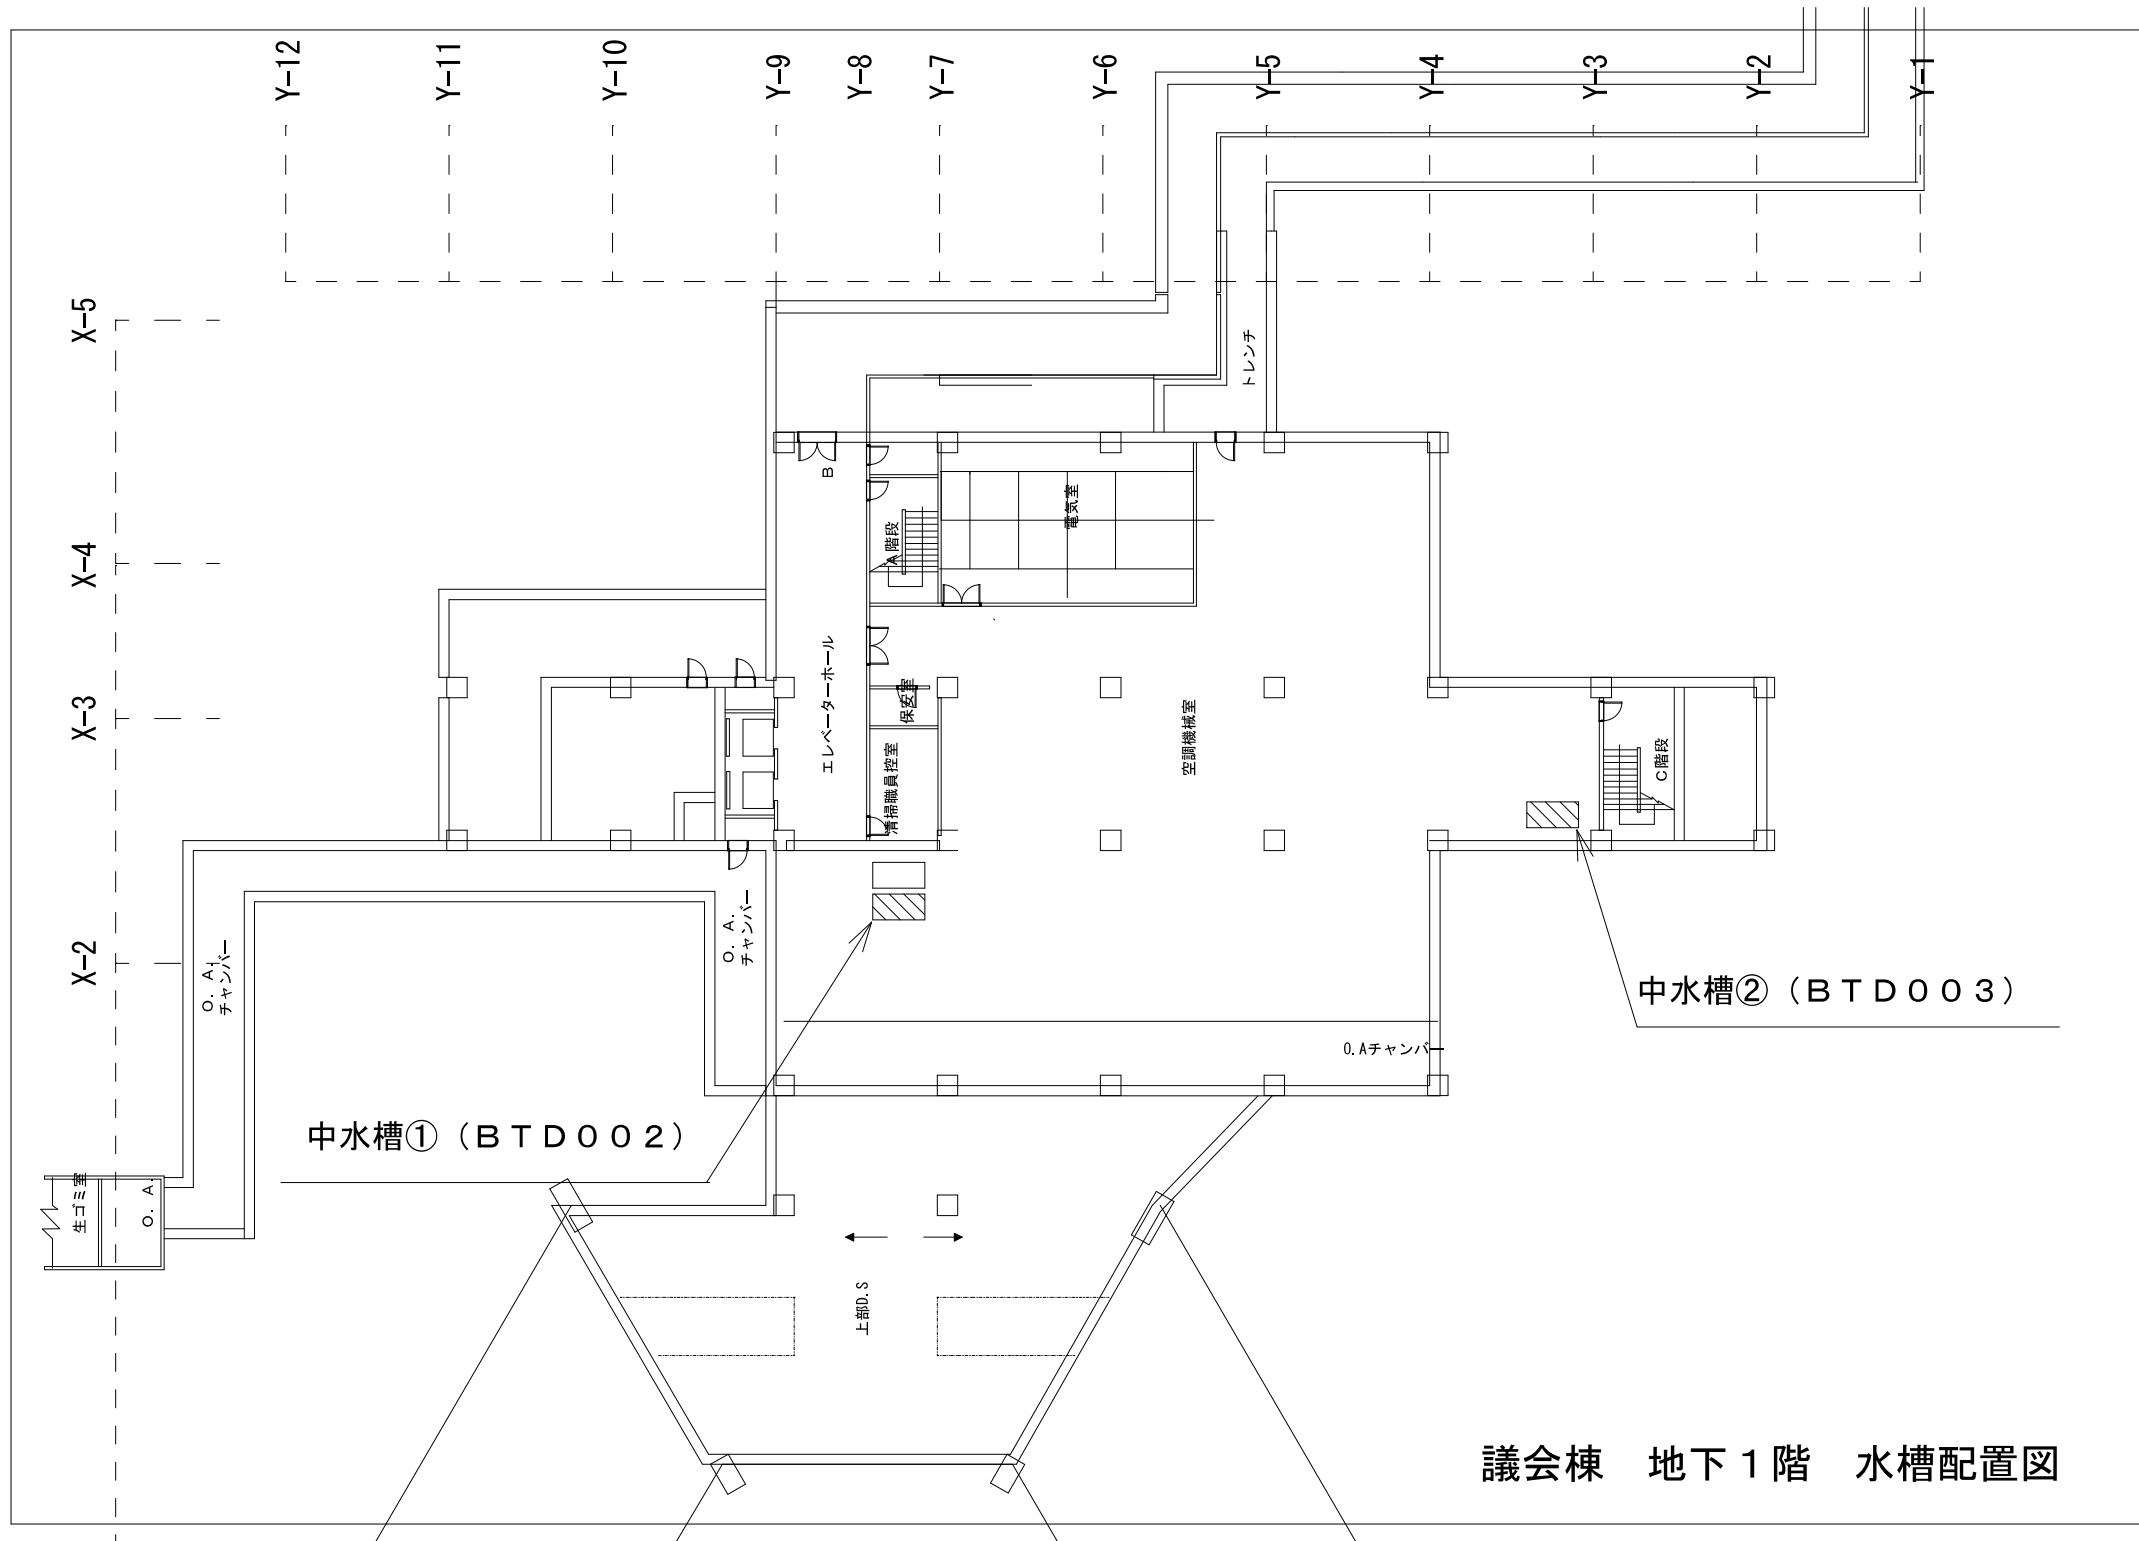 Y-12
Y-11
Y-10
Y-9
Y-8
Y-7
Y-6
Y-5
Y-4
Y-3
Y-2
Y-1
X-5
X-4
X-3
X-2
トレンチ
B
A階段
電気室
エレベーターホール
保安室
清掃職員控室
空調機械室
C階段
O. A.
チャンバー
O. A.
チャンバー
中水槽②（ＢＴＤ００３）
O.Aチャンバー
中水槽①（ＢＴＤ００２）
生ゴミ室
O. A.
上部D.S
議会棟　地下１階　水槽配置図